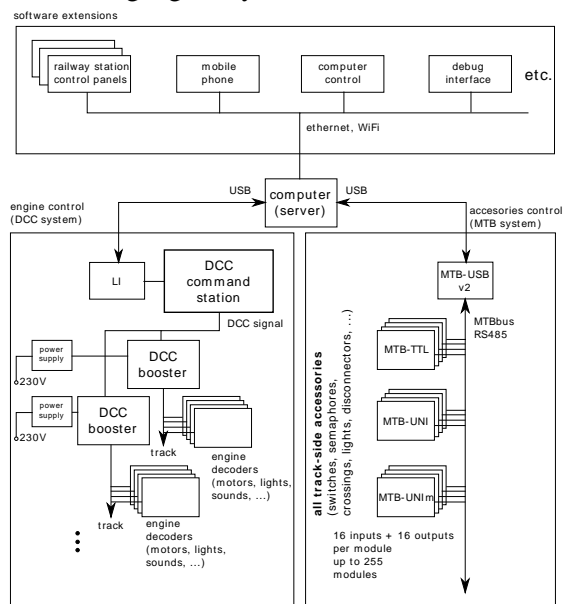 software extensions
railway station
control panels
mobile
phone
computer
control
debug
interface
etc.
ethernet, WiFi
USB
computer
(server)
USB
engine control
(DCC system)
accesories control
(MTB system)
LI
DCC
command
station
DCC signal
power
supply
230V
DCC
booster
power
supply
230V
DCC
booster
track
engine
decoders
(motors, lights,
sounds, ...)
track
engine
decoders
(motors, lights,
sounds, ...)
MTB-USB
v2
MTBbus
RS485
all track-side accessories
(switches, semaphores,
crossings, lights, disconnectors, ...)
MTB-TTL
MTB-UNI
MTB-UNIm
16 inputs + 16 outputs
per module
up to 255
modules